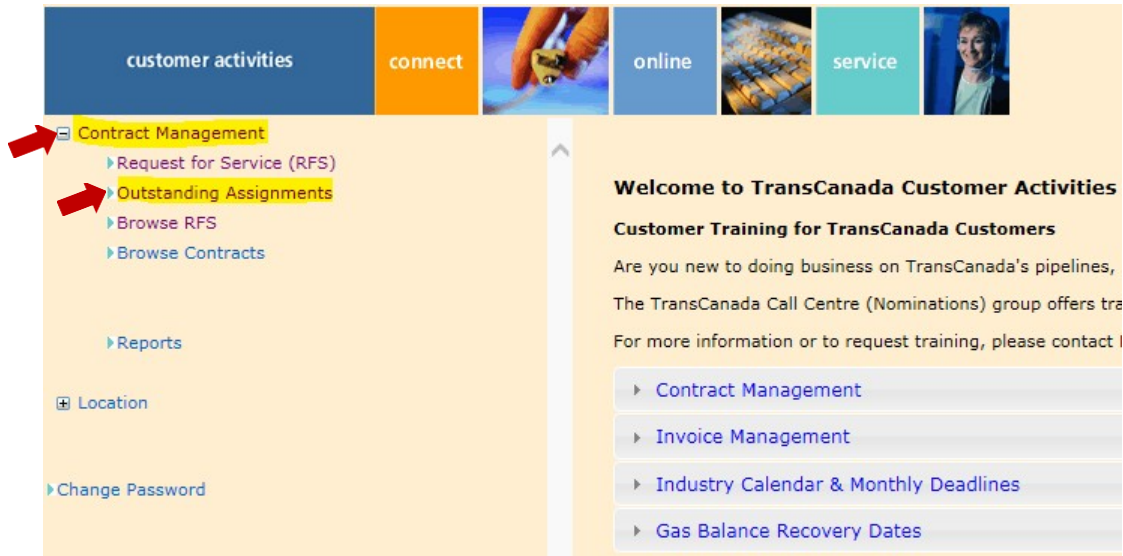 customer activities connect online service
Contract Management
Request for Service (RFS)
Outstanding Assignments
Browse RFS
Browse Contracts
Reports
Location
Change Password
Welcome to TransCanada Customer Activities
Customer Training for TransCanada Customers
Are you new to doing business on TransCanada's pipelines,
The TransCanada Call Centre (Nominations) group offers tra
For more information or to request training, please contact
Contract Management
Invoice Management
Industry Calendar & Monthly Deadlines
Gas Balance Recovery Dates